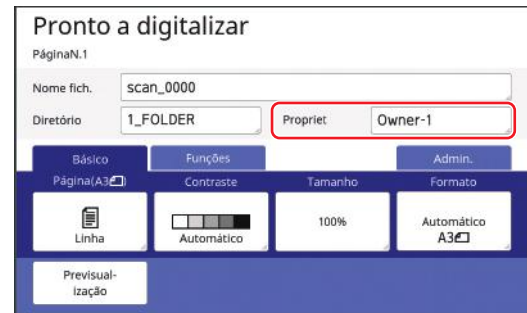 Pronto a digitalizar
PáginaN.1
Nome fich. scan_0000
Diretório 1_FOLDER Propriet Owner-1
Básico Funções Admin.
Página(A3) Contraste Tamanho Formato
Linha Automático 100% Automático
A3
Previsual-
ização